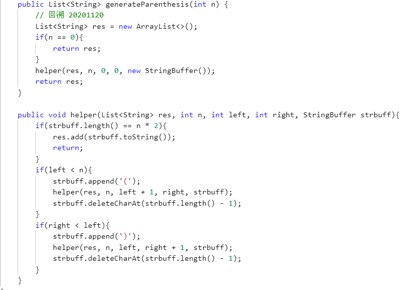 public List<String> generateParenthesis(int n) {
    // 回溯 20201120
    List<String> res = new ArrayList<>();
    if(n == 0){
        return res;
    }
    helper(res, n, 0, 0, new StringBuffer());
    return res;
}
public void helper(List<String> res, int n, int left, int right, StringBuffer strbuff){
    if(strbuff.length() == n * 2){
        res.add(strbuff.toString());
        return;
    }
    if(left < n){
        strbuff.append('(');
        helper(res, n, left + 1, right, strbuff);
        strbuff.deleteCharAt(strbuff.length() - 1);
    }
    if(right < left){
        strbuff.append(')');
        helper(res, n, left, right + 1, strbuff);
        strbuff.deleteCharAt(strbuff.length() - 1);
    }
}